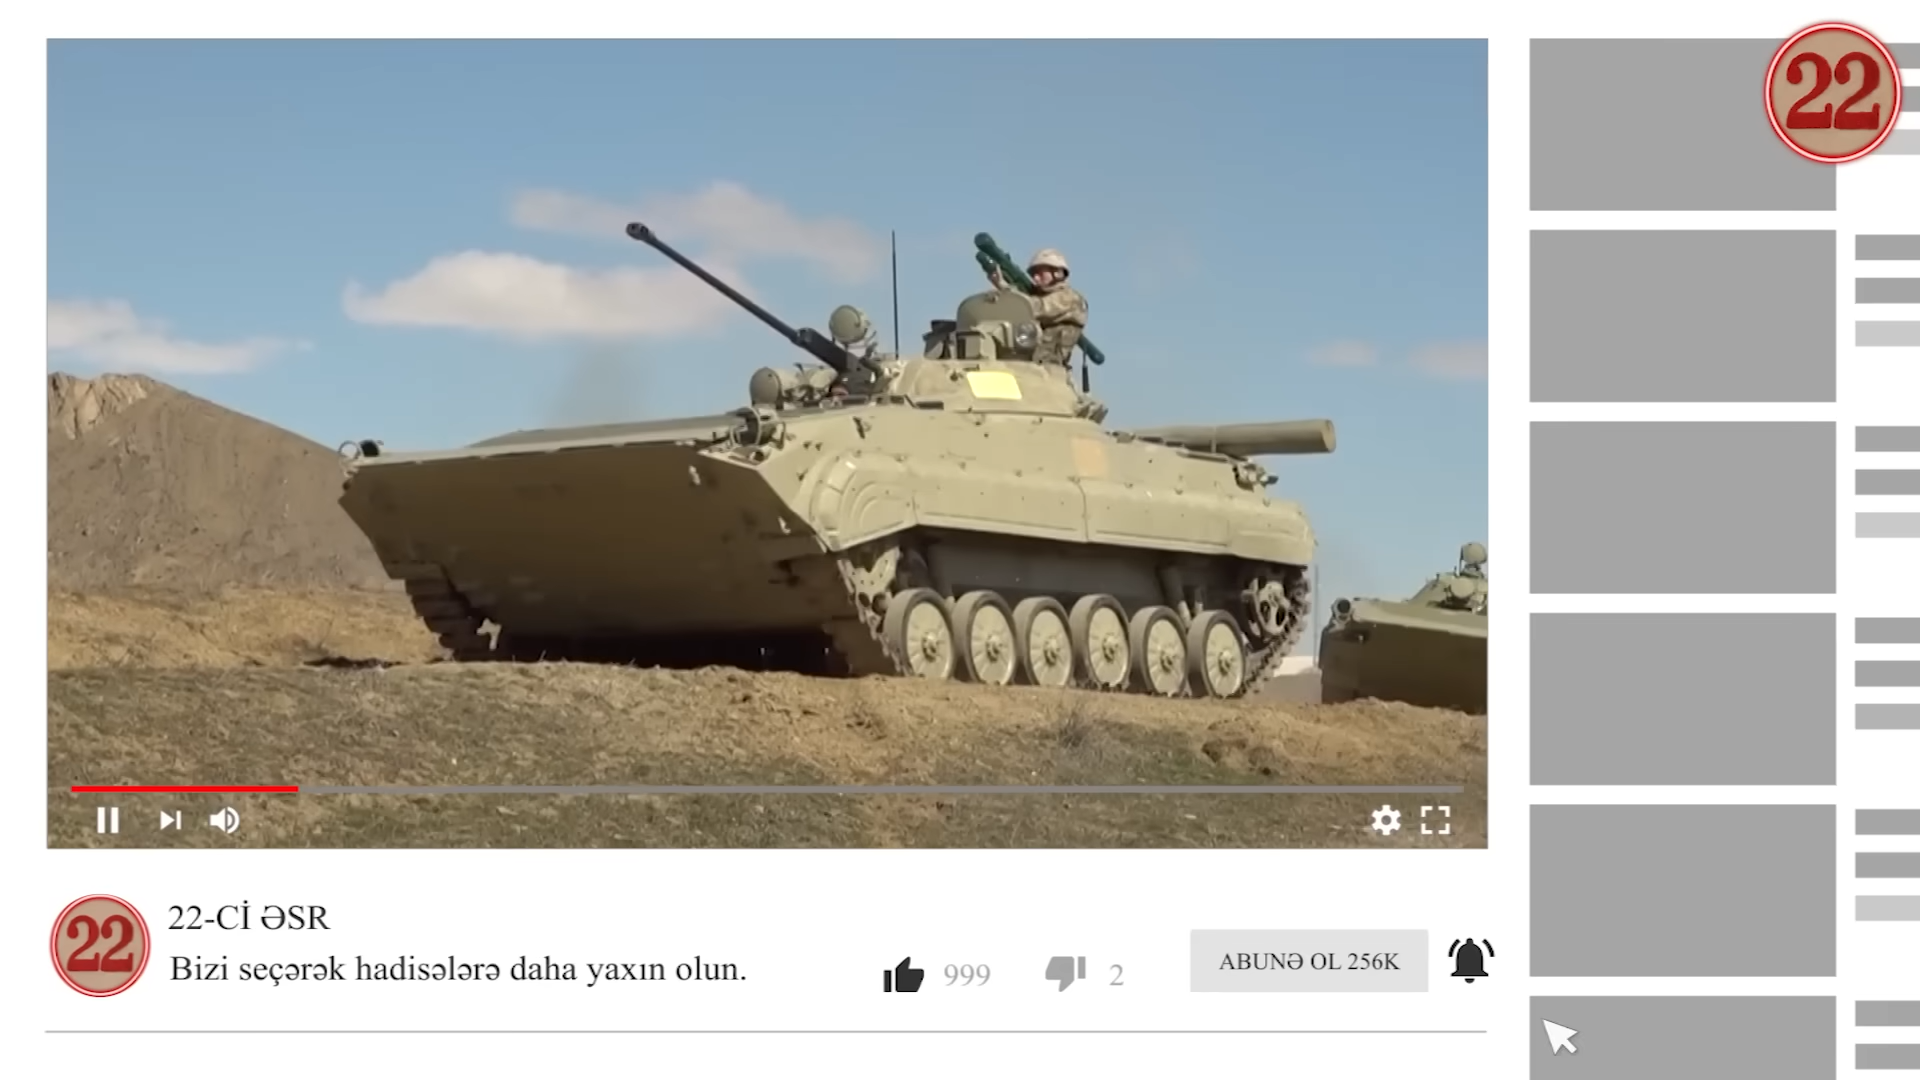 22
22
22-Cİ ƏSR
Bizi seçərək hadisələrə daha yaxın olun.
999
2
ABUNƏ OL 256K